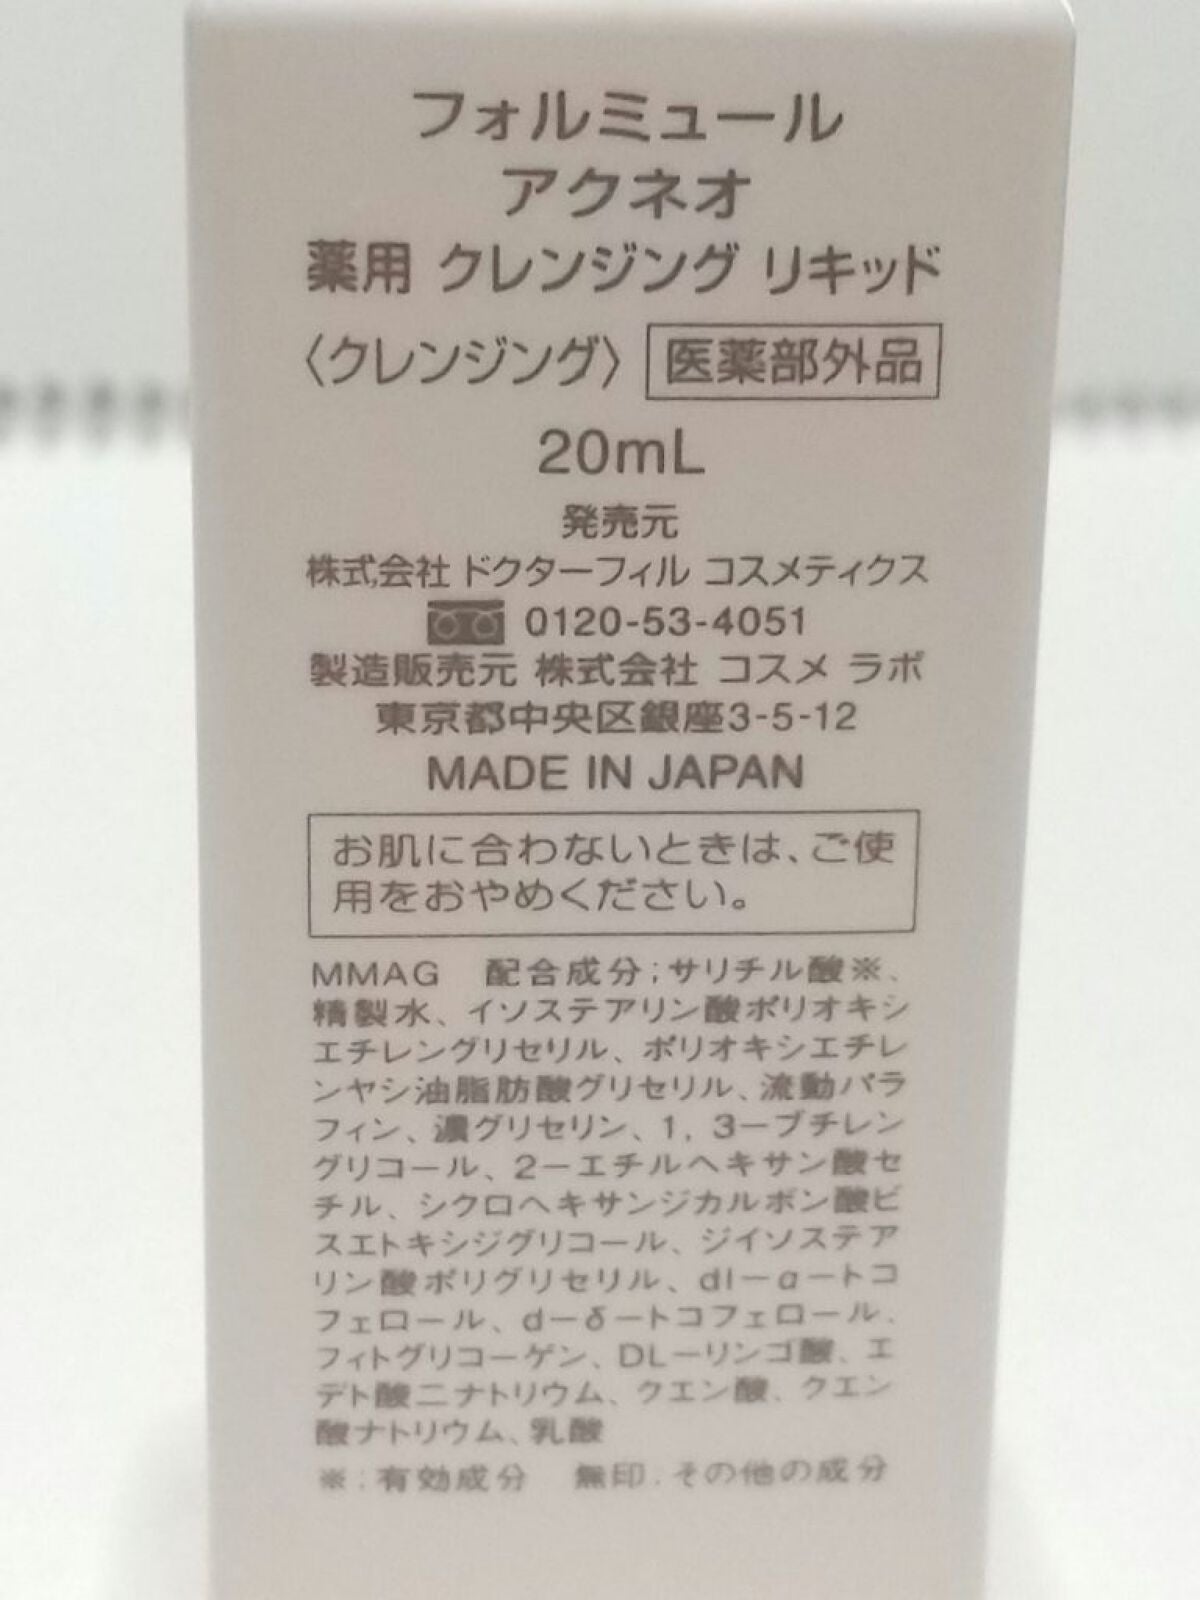 フォルミュール
アクネオ
薬用 クレンジング リキッド
〈クレンジング〉 医薬部外品
20mL
発売元
株式会社 ドクターフィル コスメティクス
0120-53-4051
製造販売元 株式会社 コスメ ラボ
東京都中央区銀座3-5-12
MADE IN JAPAN
お肌に合わないときは、ご使
用をおやめください。
MMAG 配合成分;サリチル酸※、
精製水、イソステアリン酸ポリオキシ
エチレングリセリル、ポリオキシエチレ
ンヤシ油脂肪酸グリセリル、流動パラ
フィン、濃グリセリン、1, 3ーブチレン
グリコール、2ーエチルヘキサン酸セ
チル、シクロヘキサンジカルボン酸ビ
スエトキシジグリコール、ジイソステア
リン酸ポリグリセリル、dlーαートコ
フェロール、dーδートコフェロール、
フィトグリコーゲン、DLーリンゴ酸、エ
デト酸二ナトリウム、クエン酸、クエン
酸ナトリウム、乳酸
※:有効成分 無印:その他の成分